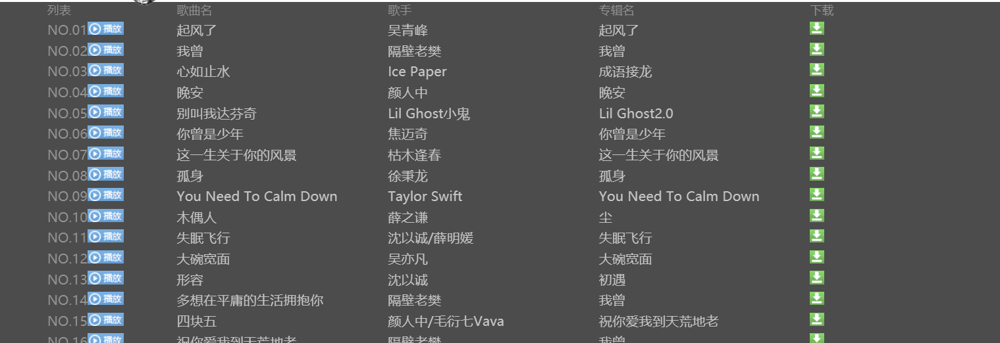 列表 歌曲名 歌手 专辑名 下载
NO.01 播放 起风了 吴青峰 起风了
NO.02 播放 我曾 隔壁老樊 我曾
NO.03 播放 心如止水 Ice Paper 成语接龙
NO.04 播放 晚安 颜人中 晚安
NO.05 播放 别叫我达芬奇 Lil Ghost小鬼 Lil Ghost2.0
NO.06 播放 你曾是少年 焦迈奇 你曾是少年
NO.07 播放 这一生关于你的风景 枯木逢春 这一生关于你的风景
NO.08 播放 孤身 徐秉龙 孤身
NO.09 播放 You Need To Calm Down Taylor Swift You Need To Calm Down
NO.10 播放 木偶人 薛之谦 尘
NO.11 播放 失眠飞行 沈以诚/薛明媛 失眠飞行
NO.12 播放 大碗宽面 吴亦凡 大碗宽面
NO.13 播放 形容 沈以诚 初遇
NO.14 播放 多想在平庸的生活拥抱你 隔壁老樊 我曾
NO.15 播放 四块五 颜人中/毛衍七Vava 祝你爱我到天荒地老
NO.16 播放 祝你爱我到天荒地老 隔壁老樊 我曾